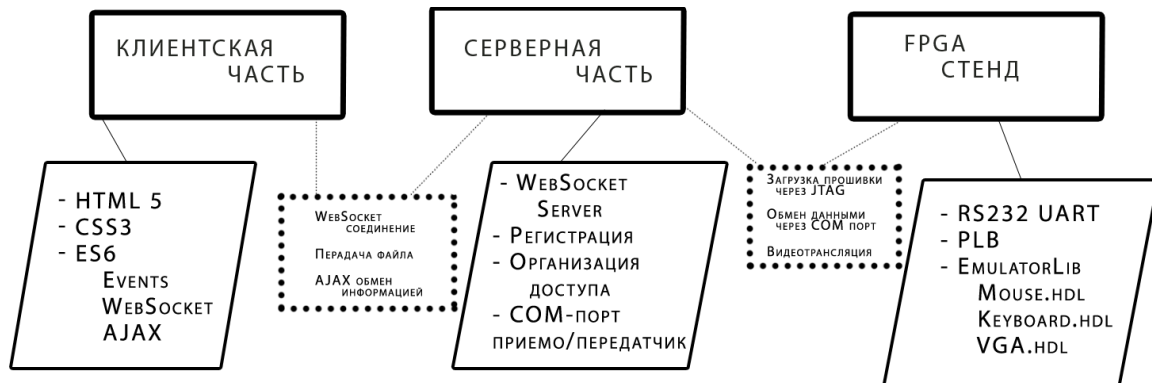 КЛИЕНТСКАЯ
ЧАСТЬ
СЕРВЕРНАЯ
ЧАСТЬ
FPGA
СТЕНД
- HTML 5
- CSS3
- ES6
Events
WebSocket
AJAX
WebSocket
соединение
Передача файла
AJAX обмен
информацией
- WebSocket
Server
- Регистрация
- Организация
доступа
- COM-порт
приемо/передатчик
Загрузка прошивки
через JTAG
Обмен данными
через COM порт
Видеотрансляция
- RS232 UART
- PLB
- EmulatorLib
Mouse.hdl
Keyboard.hdl
VGA.hdl